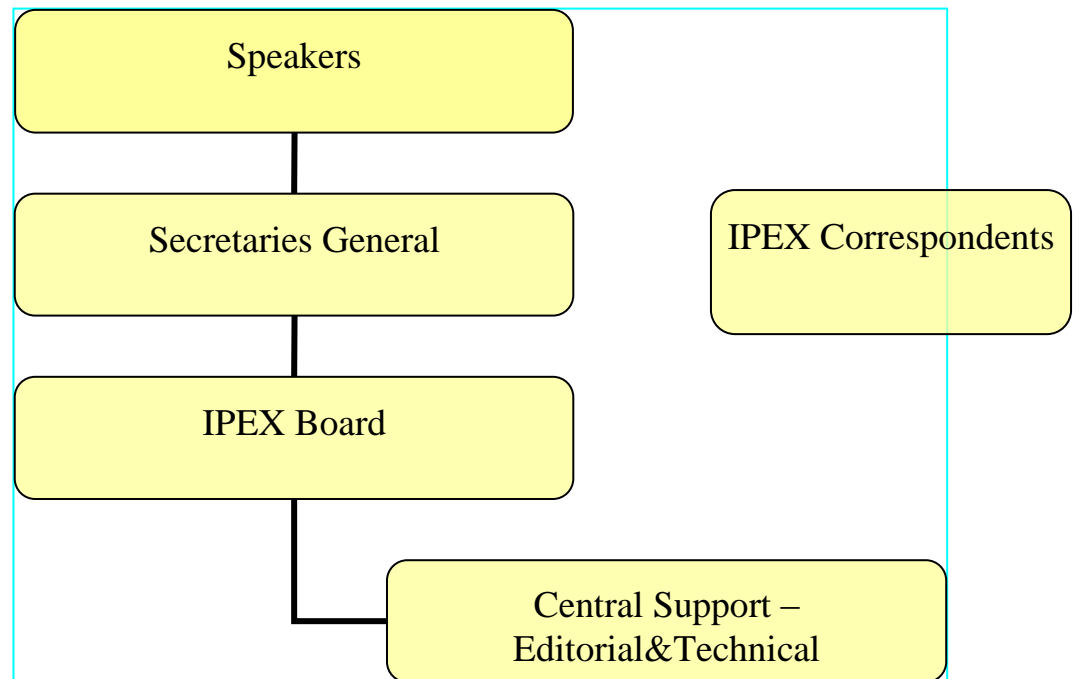 Speakers
Secretaries General
IPEX Correspondents
IPEX Board
Central Support –
Editorial&Technical